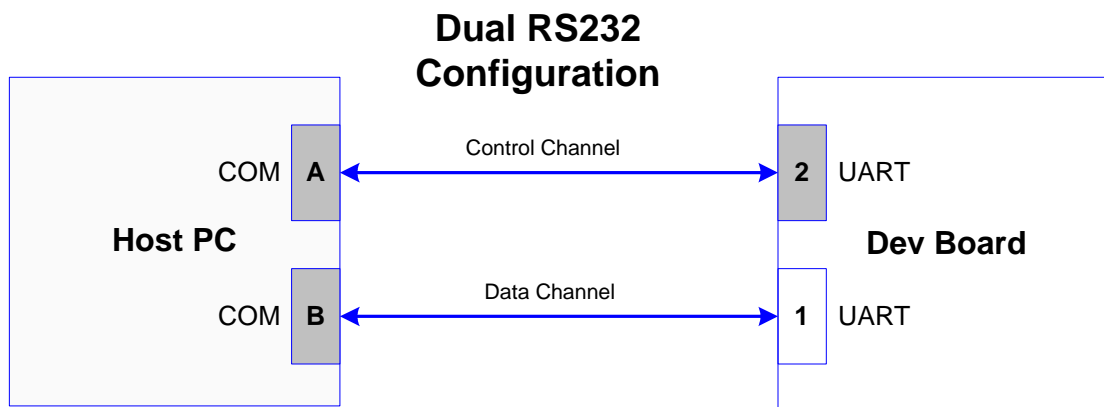 Dual RS232
Configuration
Control Channel
COM A 2 UART
Host PC Dev Board
Data Channel
COM B 1 UART